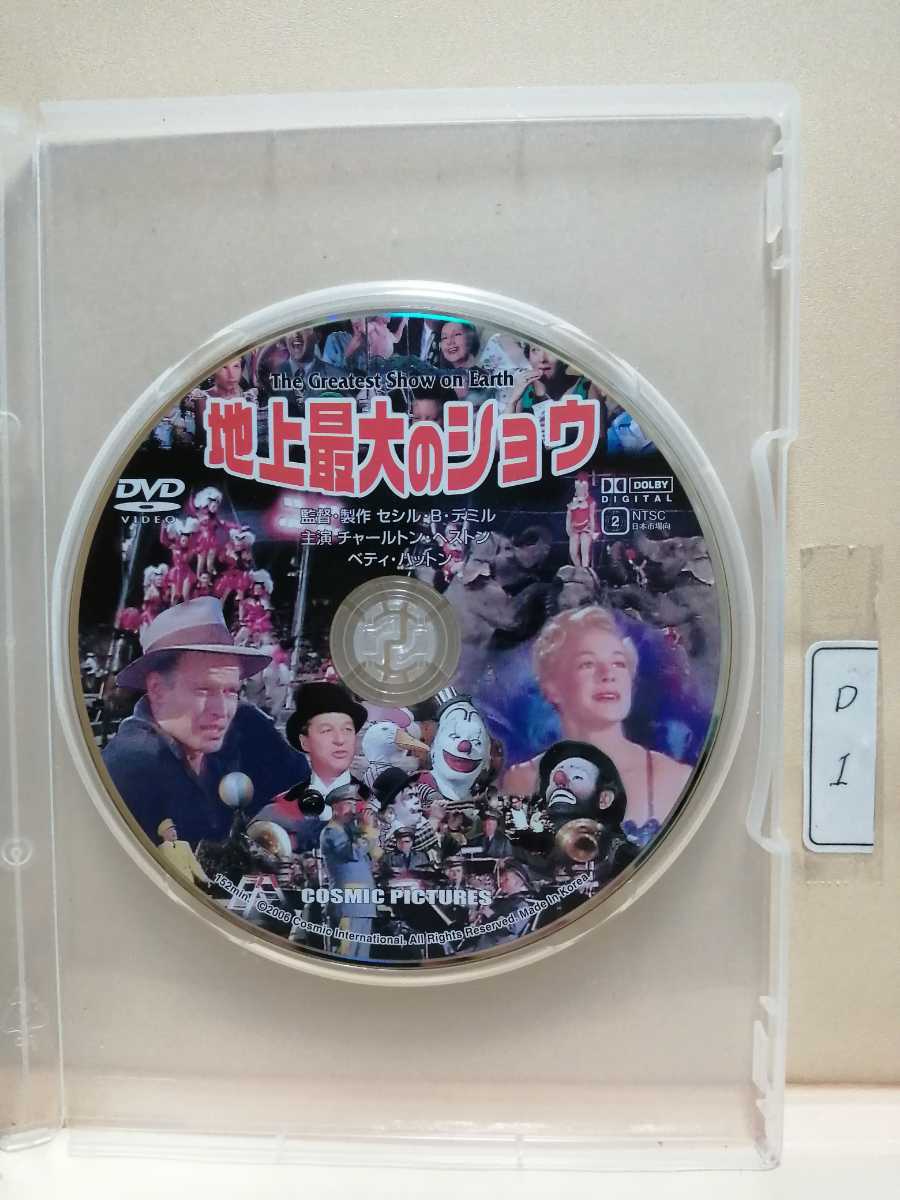 The Greatest Show on Earth
地上最大のショウ
DVD
VIDEO
DOLBY
DIGITAL
監督・製作 セシル・B・デミル
主演 チャールトン・ヘストン
ベティ・ハットン
2
NTSC
日本市場向
COSMIC PICTURES
152min. ©2006 Cosmic International, All Rights Reserved. Made In Korea
D
I